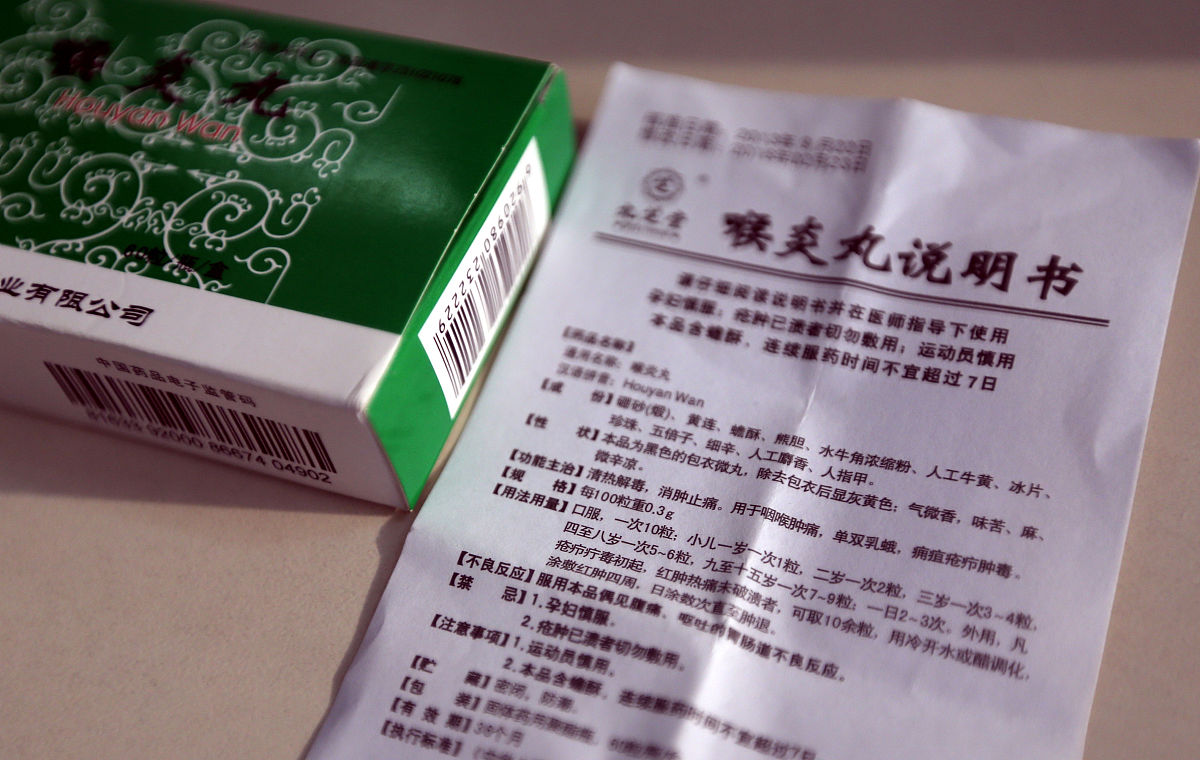 喉炎丸
Houyan Wan
60粒/瓶/盒
业有限公司
中国药品电子监管码
81633 92000 86674 04902
喉炎丸说明书
请仔细阅读说明书并在医师指导下使用
孕妇慎服；疮肿已溃者切勿敷用；运动员慎用
本品含蟾酥，连续服药时间不宜超过7日
【药品名称】
通用名称：喉炎丸
汉语拼音：Houyan Wan
【成 份】硼砂(煅)、黄连、蟾酥、熊胆、水牛角浓缩粉、人工牛黄、冰片、
珍珠、五倍子、细辛、人工麝香、人指甲。
【性 状】本品为黑色的包衣微丸，除去包衣后显灰黄色；气微香，味苦、麻、
微辛凉。
【功能主治】清热解毒，消肿止痛。用于咽喉肿痛，单双乳蛾，痈疽疮疖肿毒。
【规 格】每100粒重0.3g
【用法用量】口服，一次10粒；小儿一岁一次1粒，二岁一次2粒，三岁一次3~4粒，
四至八岁一次5~6粒，九至十五岁一次7~9粒；一日2~3次。外用，凡
疮疖疔毒初起，红肿热痛未破溃者，可取10余粒，用冷开水或醋调化，
涂敷红肿四周，日涂数次直至肿退。
【不良反应】服用本品偶见腹痛、呕吐的胃肠道不良反应。
【禁 忌】1.孕妇慎服。
2.疮肿已溃者切勿敷用。
【注意事项】1.运动员慎用。
2.本品含蟾酥，连续服药时间不宜超过7日
【贮 藏】密闭，防潮。
【包 装】
【有 效 期】36个月
【执行标准】